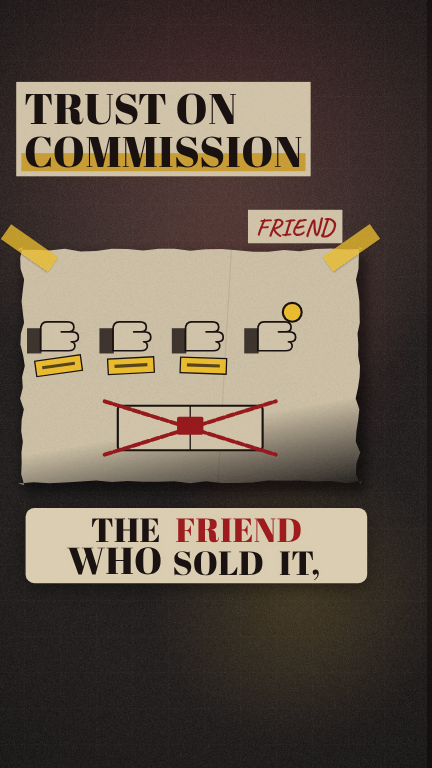 TRUST ON
COMMISSION
FRIEND
THE FRIEND
WHO SOLD IT,